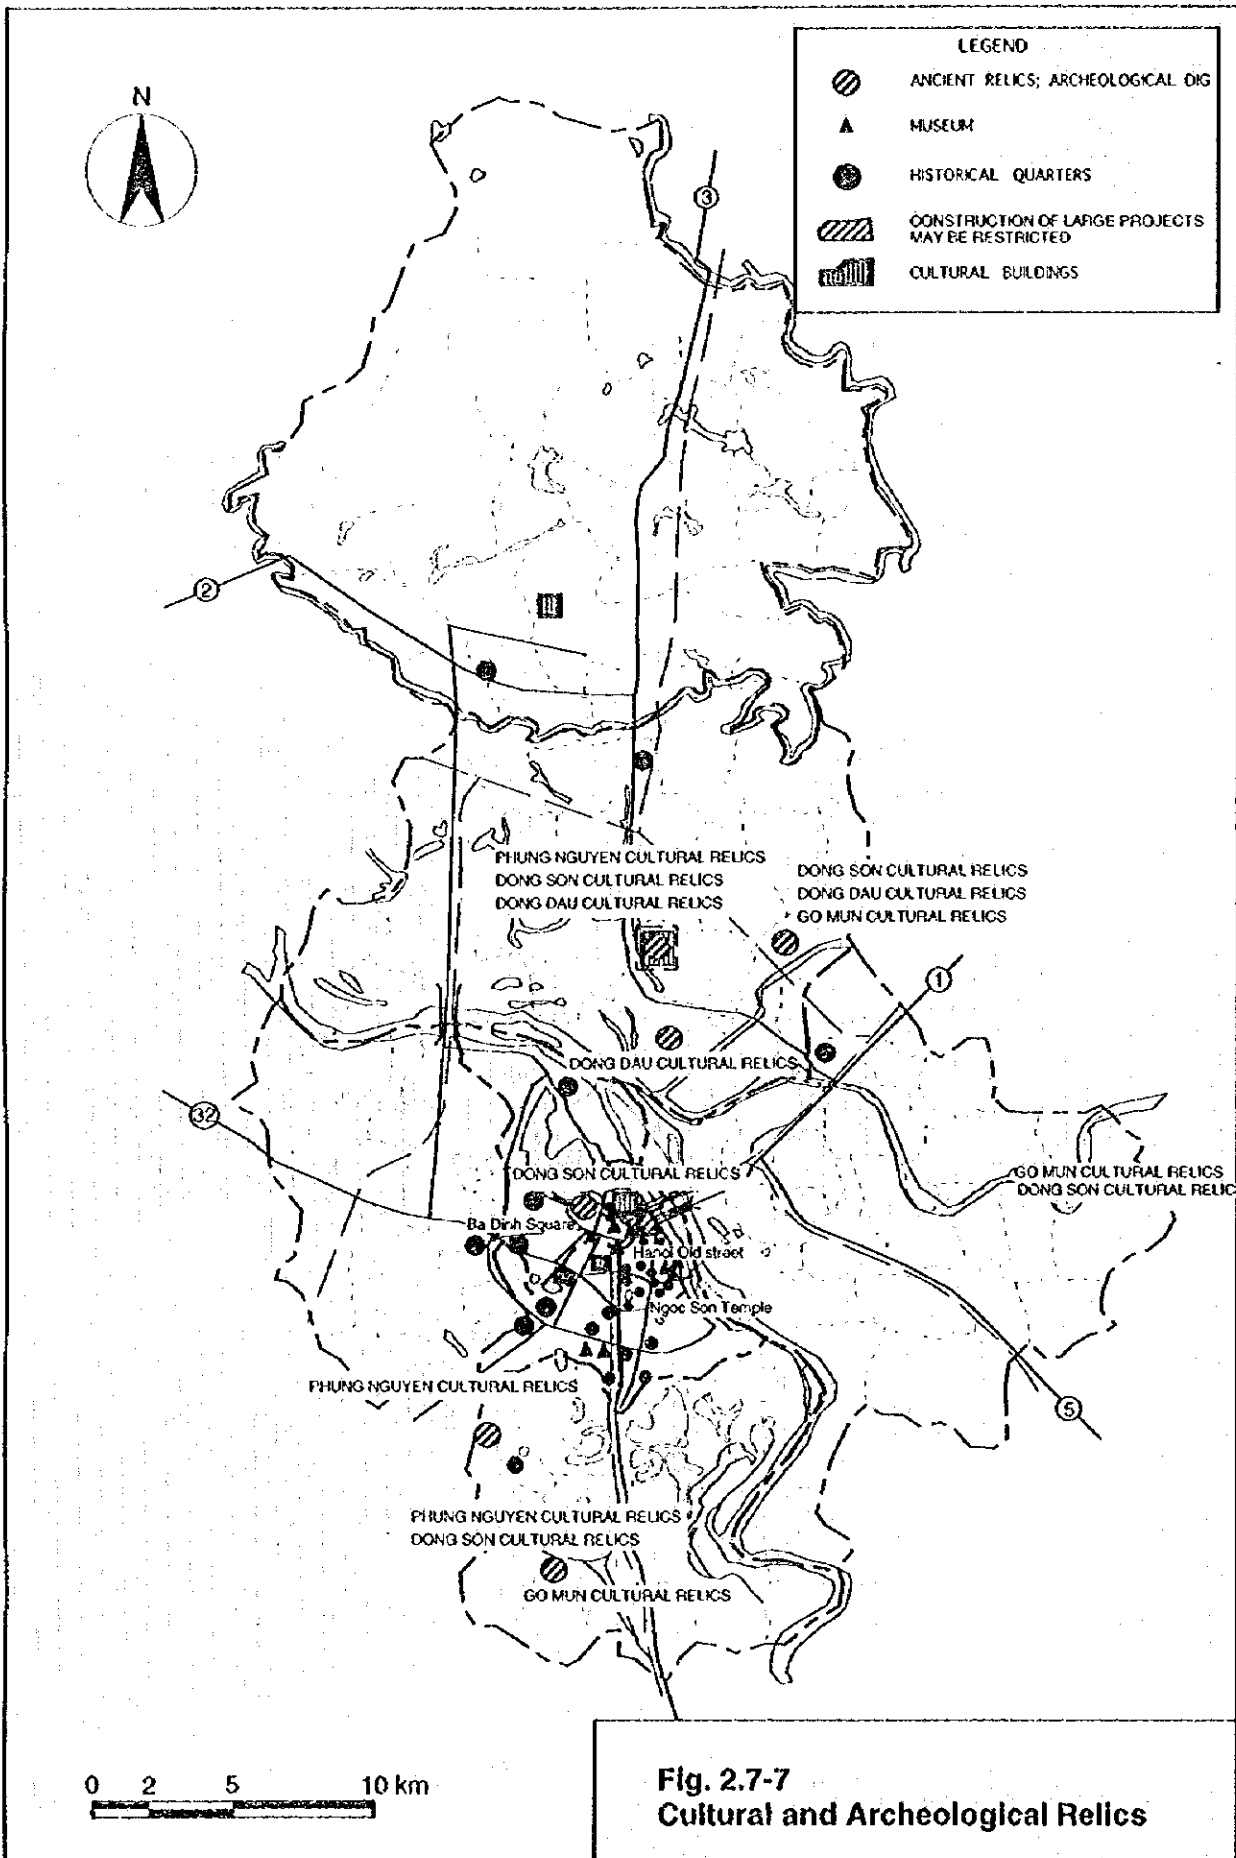 LEGEND
ANCIENT RELICS; ARCHEOLOGICAL DIG
MUSEUM
HISTORICAL QUARTERS
CONSTRUCTION OF LARGE PROJECTS
MAY BE RESTRICTED
CULTURAL BUILDINGS
N
3
2
PHUNG NGUYEN CULTURAL RELICS
DONG SON CULTURAL RELICS
DONG DAU CULTURAL RELICS
DONG SON CULTURAL RELICS
DONG DAU CULTURAL RELICS
GO MUN CULTURAL RELICS
1
DONG DAU CULTURAL RELICS
32
DONG SON CULTURAL RELICS
GO MUN CULTURAL RELICS
DONG SON CULTURAL RELIC
Ba Dinh Square
Hanoi Old street
Ngoc Son Temple
PHUNG NGUYEN CULTURAL RELICS
5
PHUNG NGUYEN CULTURAL RELICS
DONG SON CULTURAL RELICS
GO MUN CULTURAL RELICS
0 2 5 10 km
Fig. 2.7-7
Cultural and Archeological Relics